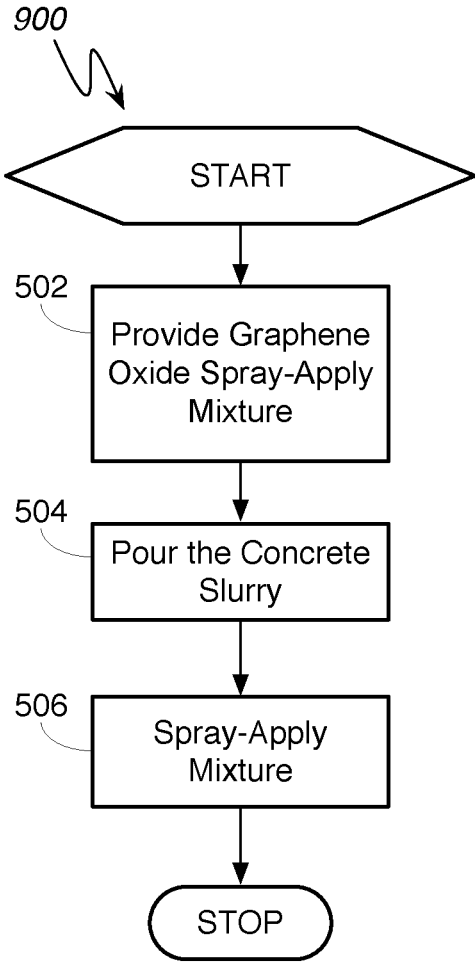 900
START
502
Provide Graphene
Oxide Spray-Apply
Mixture
504
Pour the Concrete
Slurry
506
Spray-Apply
Mixture
STOP